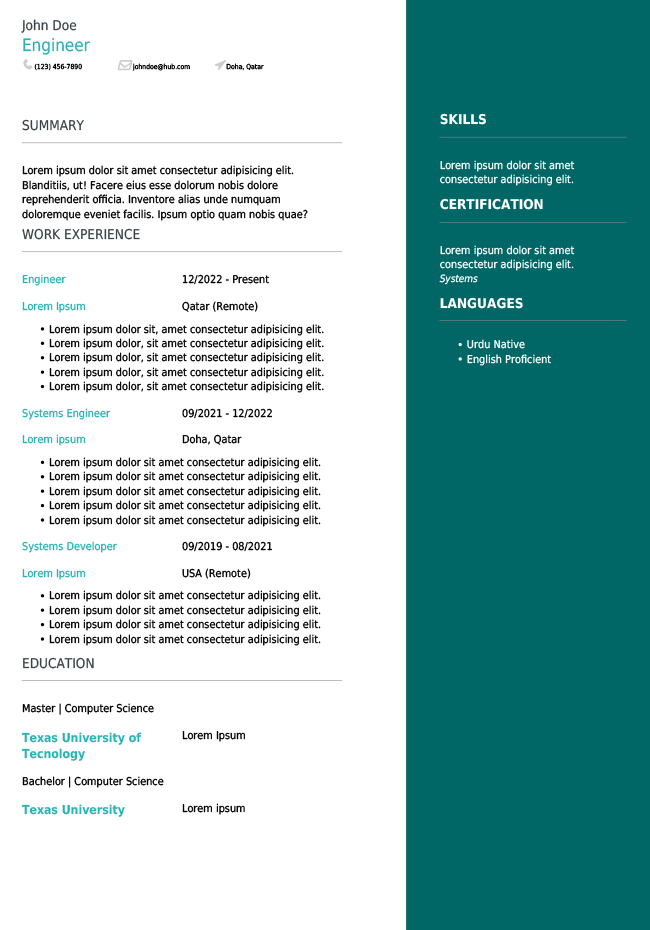 John Doe
Engineer
(123) 456-7890 johndoe@hub.com Doha, Qatar
SUMMARY
Lorem ipsum dolor sit amet consectetur adipisicing elit.
Blanditiis, ut! Facere eius esse dolorum nobis dolore
reprehenderit officia. Inventore alias unde numquam
doloremque eveniet facilis. Ipsum optio quam nobis quae?
WORK EXPERIENCE
Engineer 12/2022 - Present
Lorem Ipsum Qatar (Remote)
• Lorem ipsum dolor sit, amet consectetur adipisicing elit.
• Lorem ipsum dolor, sit amet consectetur adipisicing elit.
• Lorem ipsum dolor, sit amet consectetur adipisicing elit.
• Lorem ipsum dolor, sit amet consectetur adipisicing elit.
• Lorem ipsum dolor, sit amet consectetur adipisicing elit.
Systems Engineer 09/2021 - 12/2022
Lorem ipsum Doha, Qatar
• Lorem ipsum dolor sit amet consectetur adipisicing elit.
• Lorem ipsum dolor sit amet consectetur adipisicing elit.
• Lorem ipsum dolor sit amet consectetur adipisicing elit.
• Lorem ipsum dolor sit amet consectetur adipisicing elit.
• Lorem ipsum dolor sit amet consectetur adipisicing elit.
Systems Developer 09/2019 - 08/2021
Lorem Ipsum USA (Remote)
• Lorem ipsum dolor sit amet consectetur adipisicing elit.
• Lorem ipsum dolor sit amet consectetur adipisicing elit.
• Lorem ipsum dolor sit amet consectetur adipisicing elit.
• Lorem ipsum dolor sit amet consectetur adipisicing elit.
EDUCATION
Master | Computer Science
Texas University of Lorem Ipsum
Tecnology
Bachelor | Computer Science
Texas University Lorem ipsum
SKILLS
Lorem ipsum dolor sit amet
consectetur adipisicing elit.
CERTIFICATION
Lorem ipsum dolor sit amet
consectetur adipisicing elit.
Systems
LANGUAGES
• Urdu Native
• English Proficient